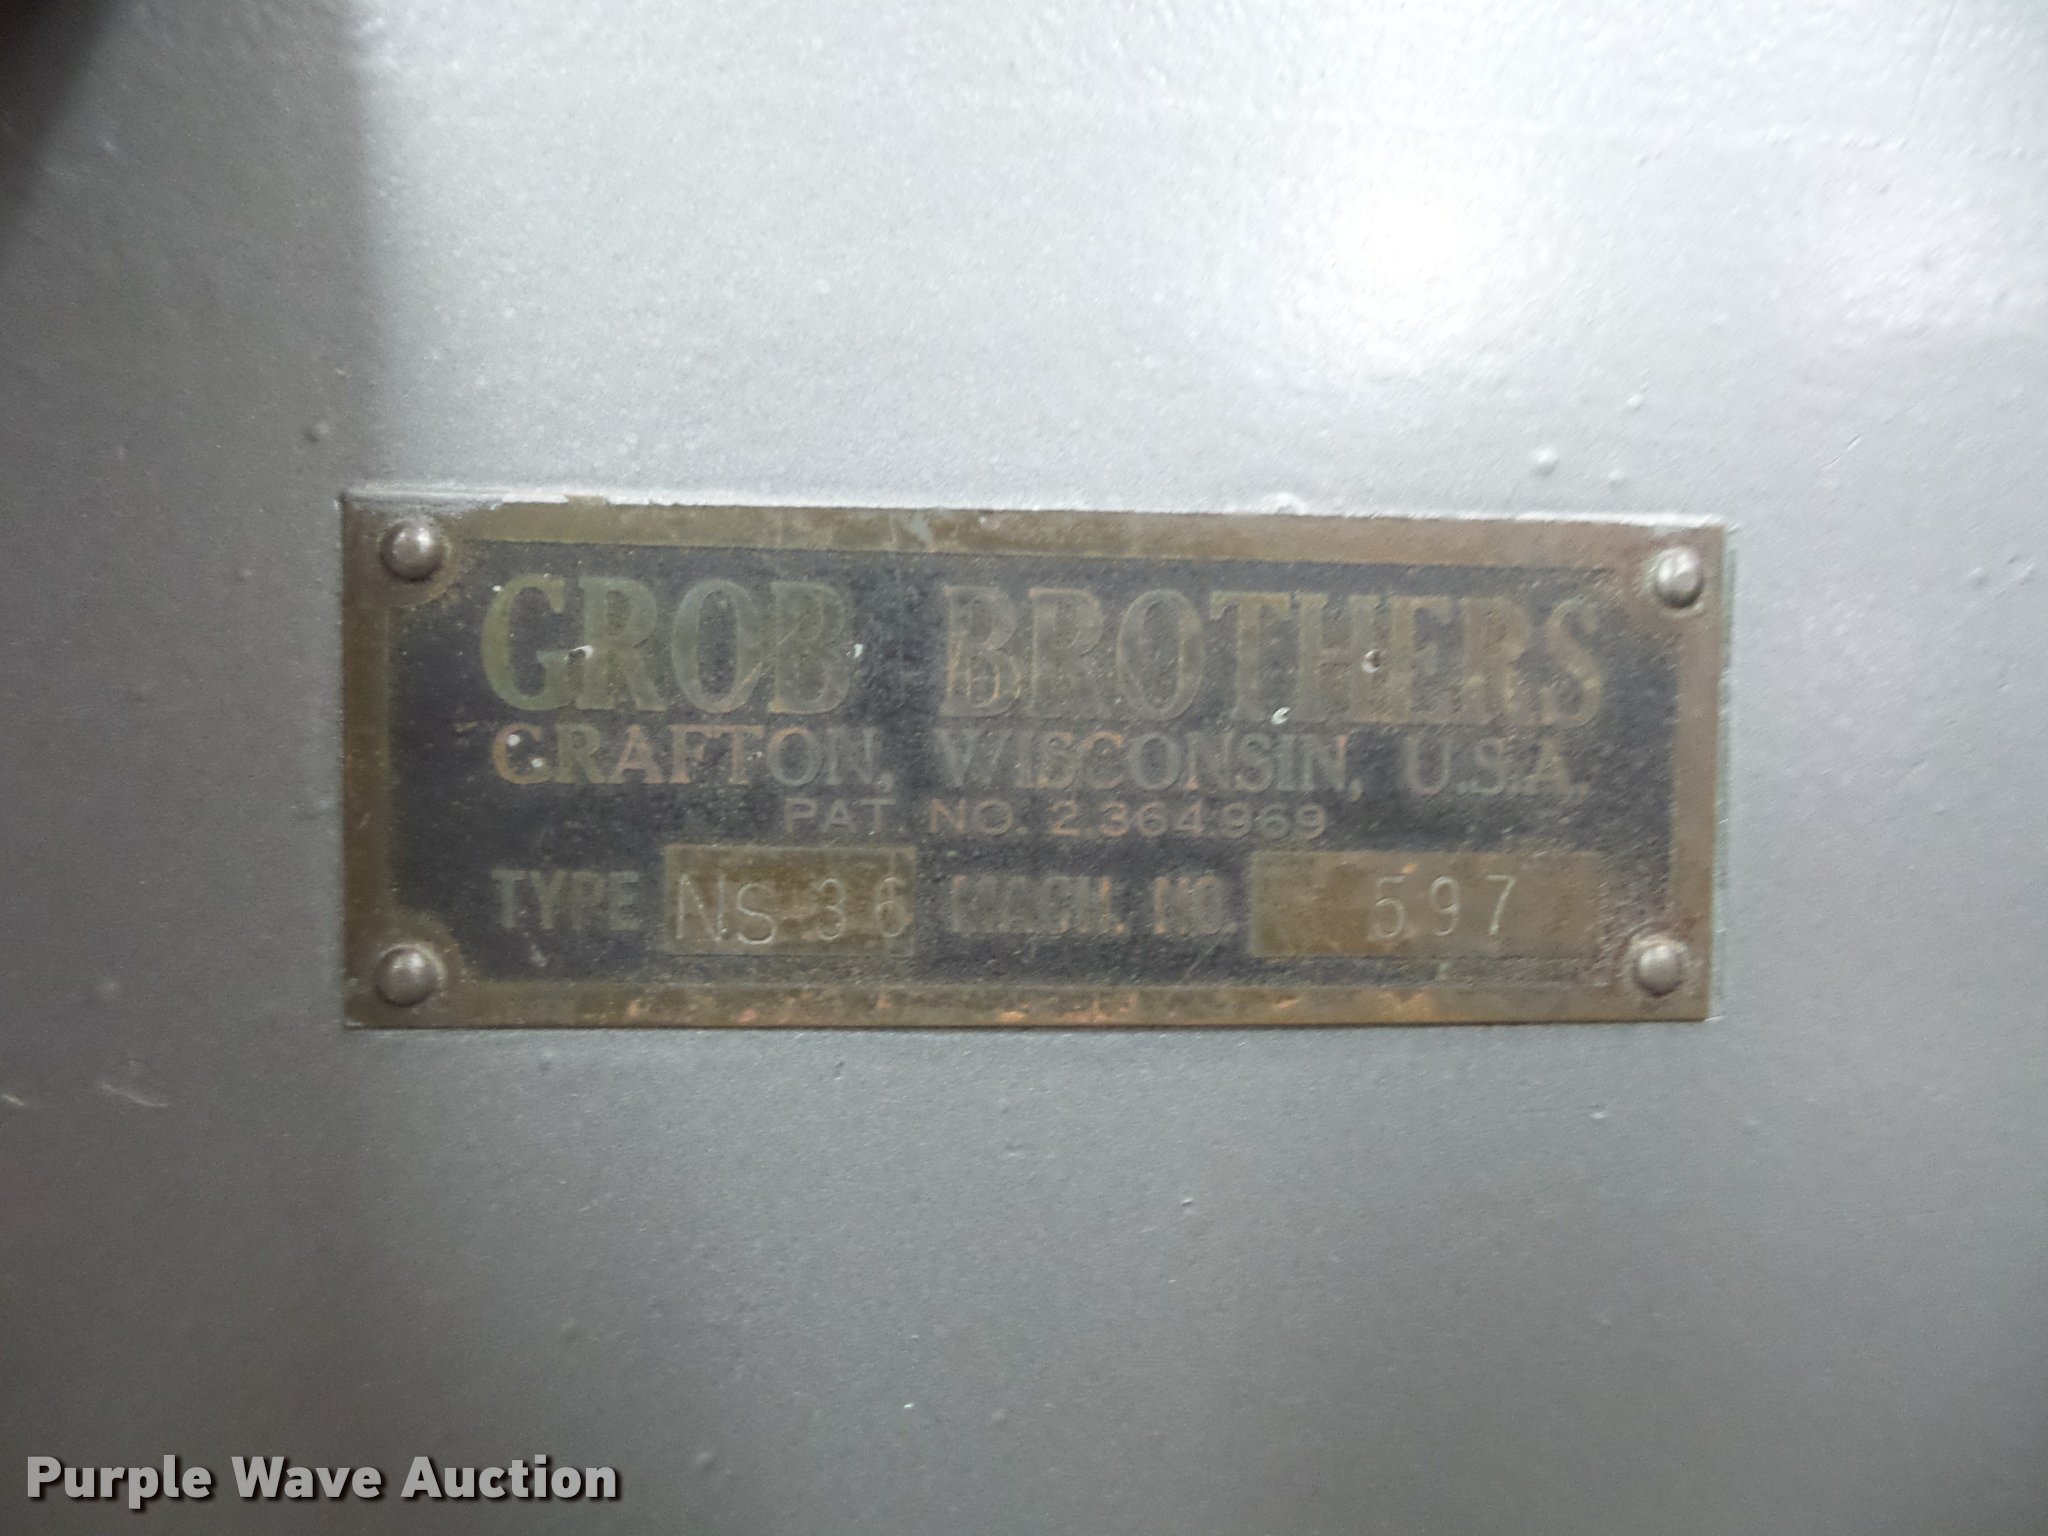 GROB BROTHERS
GRAFTON, WISCONSIN, U.S.A.
PAT. NO. 2.364.969
TYPE NS-36 MACH. NO. 597
Purple Wave Auction